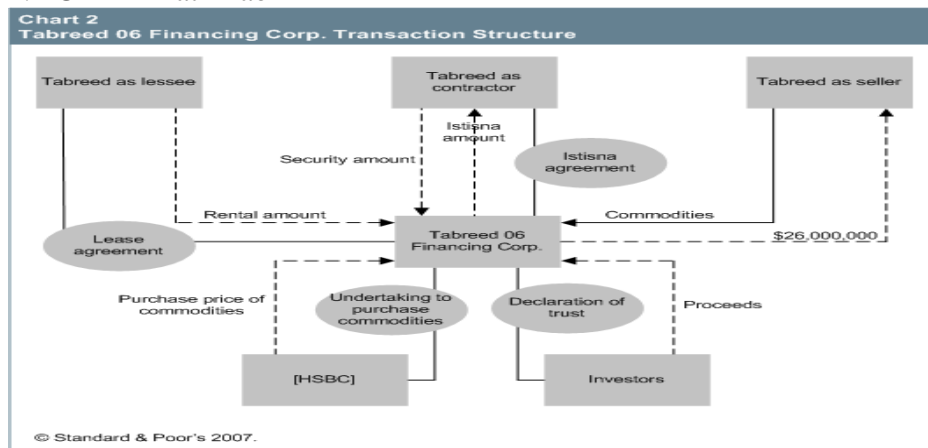 Chart 2
Tabreed 06 Financing Corp. Transaction Structure
Tabreed as lessee
Tabreed as
contractor
Tabreed as seller
Istisna
amount
Security amount
Istisna
agreement
Rental amount
Commodities
Lease
agreement
Tabreed 06
Financing Corp.
$26,000,000
Purchase price of
commodities
Undertaking to
purchase
commodities
Declaration of
trust
Proceeds
[HSBC]
Investors
© Standard & Poor's 2007.